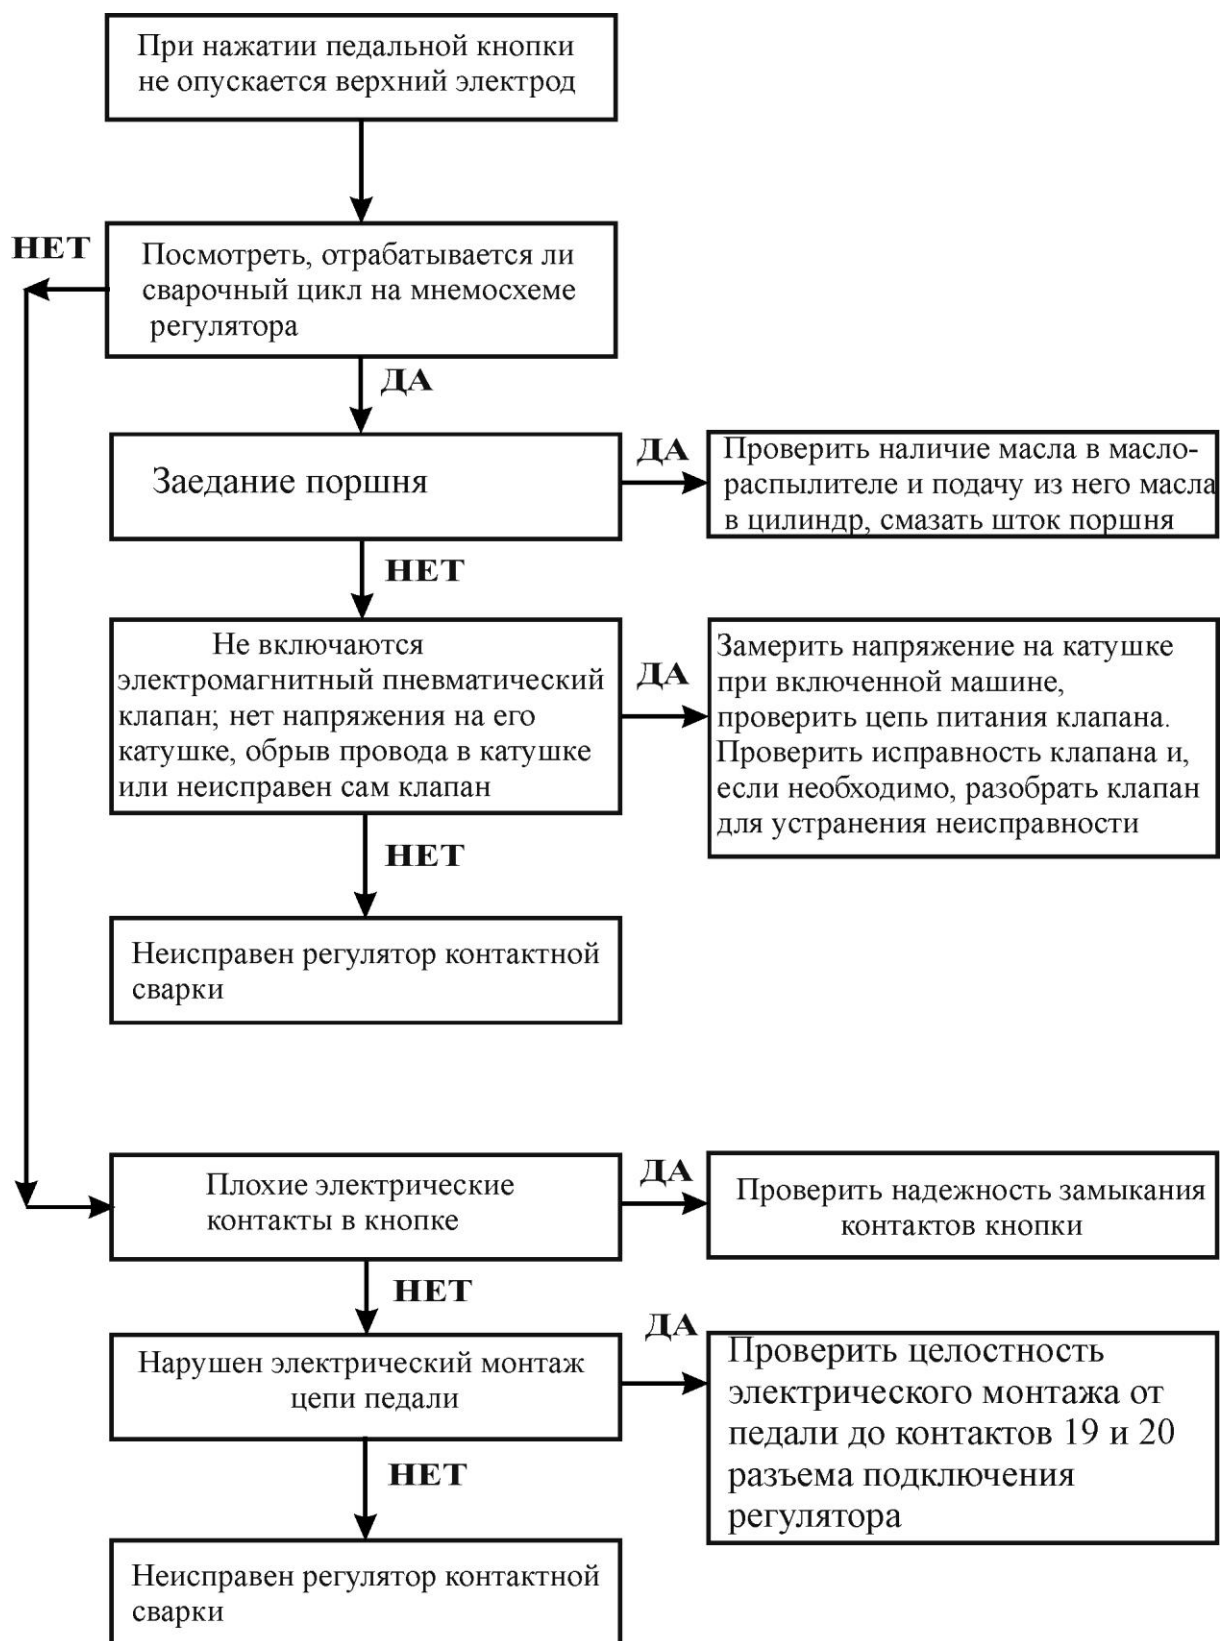 При нажатии педальной кнопки
не опускается верхний электрод
НЕТ
Посмотреть, отрабатывается ли
сварочный цикл на мнемосхеме
регулятора
ДА
Заедание поршня
ДА
Проверить наличие масла в масло-
распылителе и подачу из него масла
в цилиндр, смазать шток поршня
НЕТ
Не включаются
электромагнитный пневматический
клапан; нет напряжения на его
катушке, обрыв провода в катушке
или неисправен сам клапан
ДА
Замерить напряжение на катушке
при включенной машине,
проверить цепь питания клапана.
Проверить исправность клапана и,
если необходимо, разобрать клапан
для устранения неисправности
НЕТ
Неисправен регулятор контактной
сварки
Плохие электрические
контакты в кнопке
ДА
Проверить надежность замыкания
контактов кнопки
НЕТ
Нарушен электрический монтаж
цепи педали
ДА
Проверить целостность
электрического монтажа от
педали до контактов 19 и 20
разъема подключения
регулятора
НЕТ
Неисправен регулятор контактной
сварки